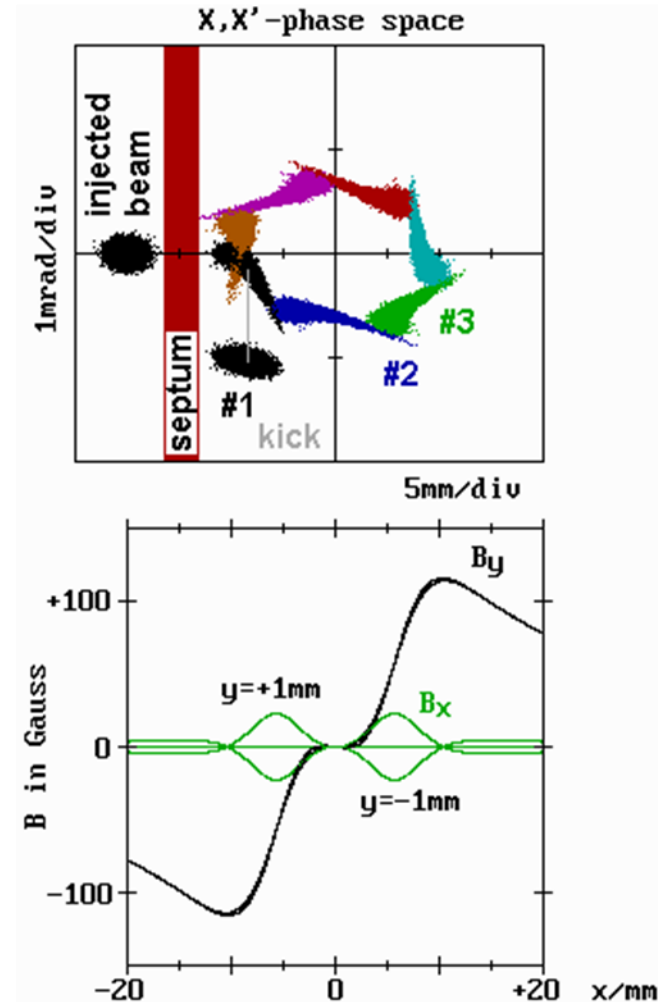 X,X'-phase space
injected
beam
1mrad/div
septum
#1
kick
#2
#3
5mm/div
By
+100
y=+1mm
Bx
B in Gauss
0
y=-1mm
-100
-20
0
+20
x/mm